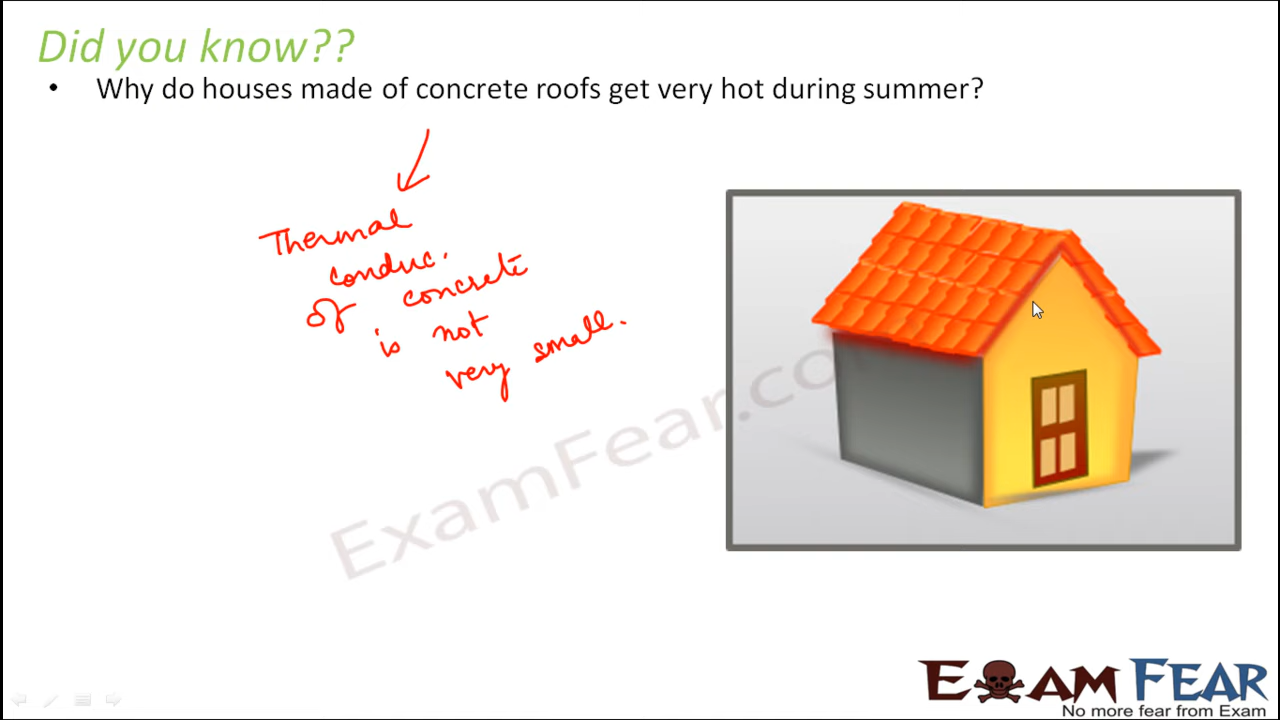 Did you know??
• Why do houses made of concrete roofs get very hot during summer?
Thermal
conduc.
of concrete
is not
very small.
ExamFear.co
EXAM FEAR
No more fear from Exam